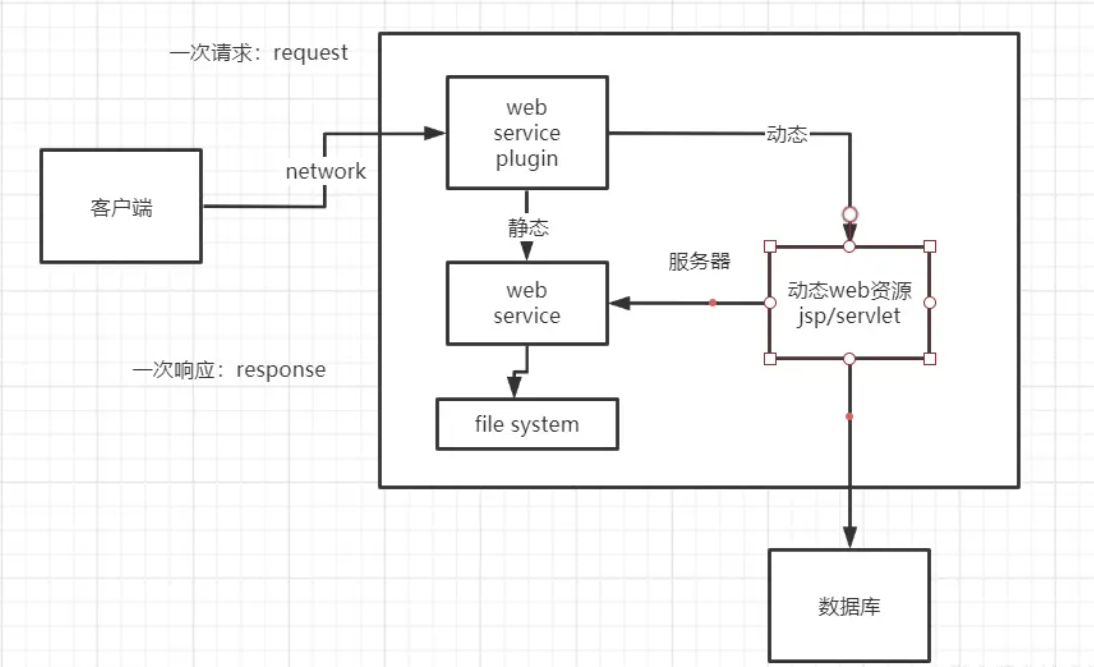 一次请求：request
web
service
plugin
动态
network
客户端
静态
服务器
web
service
动态web资源
jsp/servlet
一次响应：response
file system
数据库